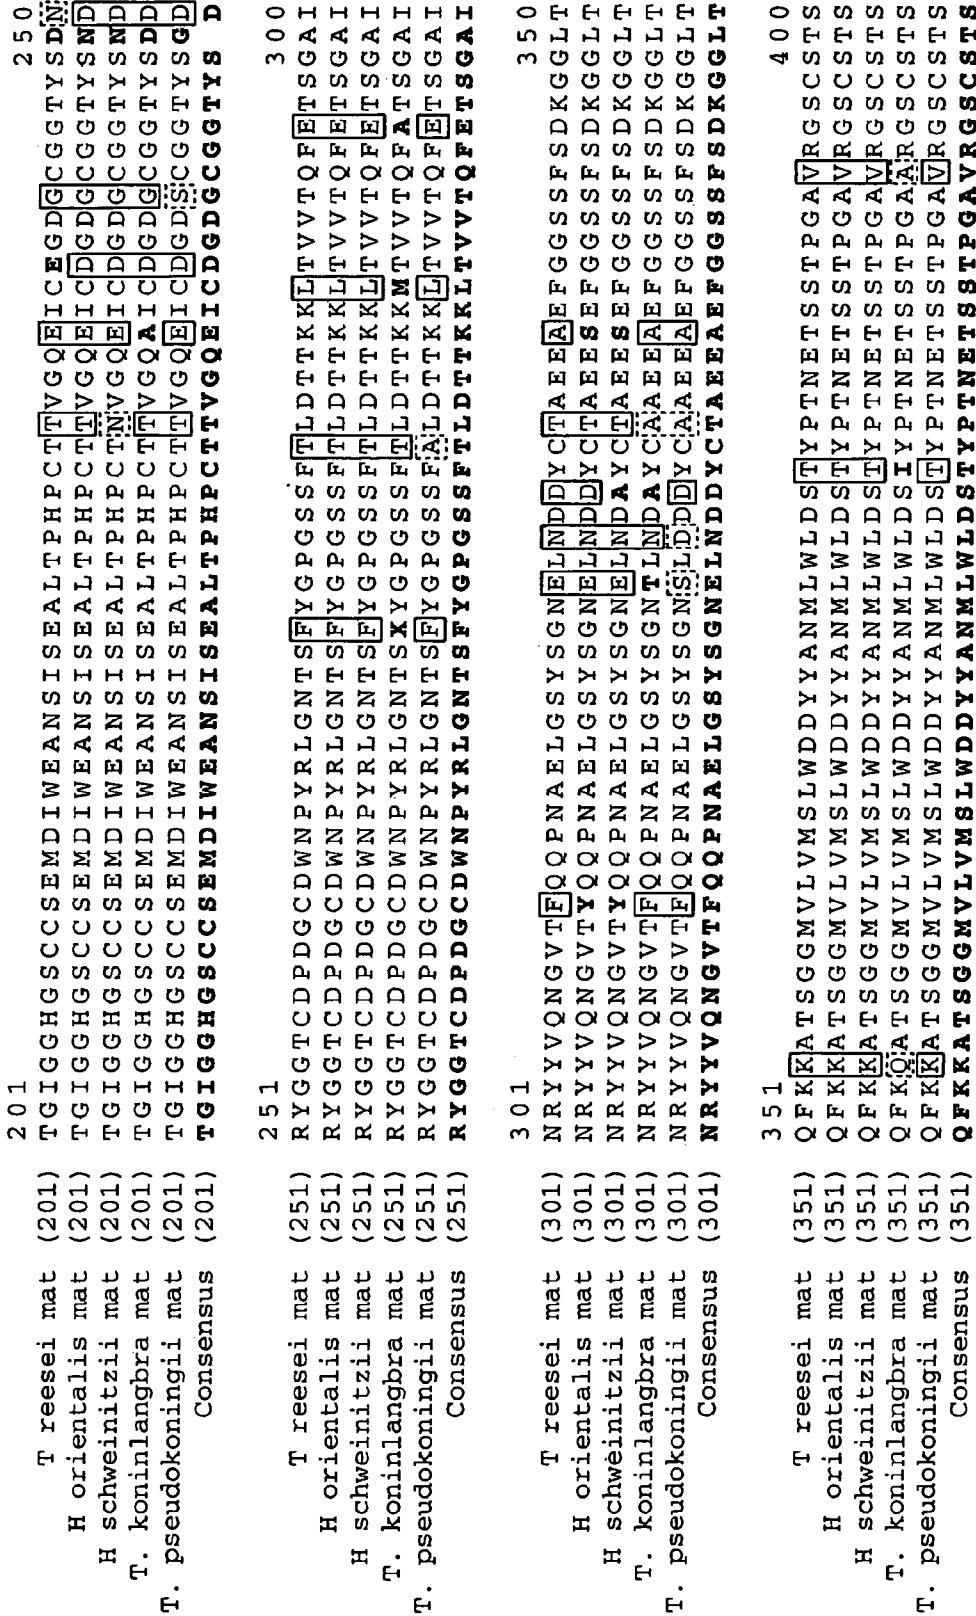 201 250
T reesei mat (201) TGIGGHGSCCSEMDIWEANSISEALTPHPCTTVGQEICEGDGCGGTYSDN
H orientalis mat (201) TGIGGHGSCCSEMDIWEANSISEALTPHPCTTVGQEICDGDGCGGTYSND
H schweinitzii mat (201) TGIGGHGSCCSEMDIWEANSISEALTPHPCTNVGQEICDGDGCGGTYSND
T. koninlangbra mat (201) TGIGGHGSCCSEMDIWEANSISEALTPHPCTTVGQAICDGDGCGGTYSDD
T. pseudokoningii mat (201) TGIGGHGSCCSEMDIWEANSISEALTPHPCTTVGQEICDGDSCGGTYSGD
Consensus (201) TGIGGHGSCCSEMDIWEANSISEALTPHPCTTVGQEICDGDGCGGTYS D
251 300
T reesei mat (251) RYGGTCDPDGCDWNPYRLGNTSFYGPGSSFTLDTTKKLTVVTQFETSGAI
H orientalis mat (251) RYGGTCDPDGCDWNPYRLGNTSFYGPGSSFTLDTTKKLTVVTQFETSGAI
H schweinitzii mat (251) RYGGTCDPDGCDWNPYRLGNTSFYGPGSSFTLDTTKKLTVVTQFETSGAI
T. koninlangbra mat (251) RYGGTCDPDGCDWNPYRLGNTSXYGPGSSFTLDTTKKMTVVTQFATSGAI
T. pseudokoningii mat (251) RYGGTCDPDGCDWNPYRLGNTSFYGPGSSFALDTTKKLTVVTQFETSGAI
Consensus (251) RYGGTCDPDGCDWNPYRLGNTSFYGPGSSFTLDTTKKLTVVTQFETSGAI
301 350
T reesei mat (301) NRYYVQNGVTFQQPNAELGSYSGNELNDDYCTAEEAEFGGSSFSDKGGLT
H orientalis mat (301) NRYYVQNGVTYQQPNAELGSYSGNELNDDYCTAEESEFGGSSFSDKGGLT
H schweinitzii mat (301) NRYYVQNGVTYQQPNAELGSYSGNELNDAYCTAEESEFGGSSFSDKGGLT
T. koninlangbra mat (301) NRYYVQNGVTFQQPNAELGSYSGNTLNDAYCAAEEAEFGGSSFSDKGGLT
T. pseudokoningii mat (301) NRYYVQNGVTFQQPNAELGSYSGNSLDDDYCAAEEAEFGGSSFSDKGGLT
Consensus (301) NRYYVQNGVTFQQPNAELGSYSGNELNDDYCTAEEAEFGGSSFSDKGGLT
351 400
T reesei mat (351) QFKKATSGGMVLVMSLWDDYYANMLWLDSTYPTNETSSTPGAVRGSCSTS
H orientalis mat (351) QFKKATSGGMVLVMSLWDDYYANMLWLDSTYPTNETSSTPGAVRGSCSTS
H schweinitzii mat (351) QFKKATSGGMVLVMSLWDDYYANMLWLDSTYPTNETSSTPGAVRGSCSTS
T. koninlangbra mat (351) QFKQATSGGMVLVMSLWDDYYANMLWLDSIYPTNETSSTPGAARGSCSTS
T. pseudokoningii mat (351) QFKKATSGGMVLVMSLWDDYYANMLWLDSTYPTNETSSTPGAVRGSCSTS
Consensus (351) QFKKATSGGMVLVMSLWDDYYANMLWLDSTYPTNETSSTPGAVRGSCSTS